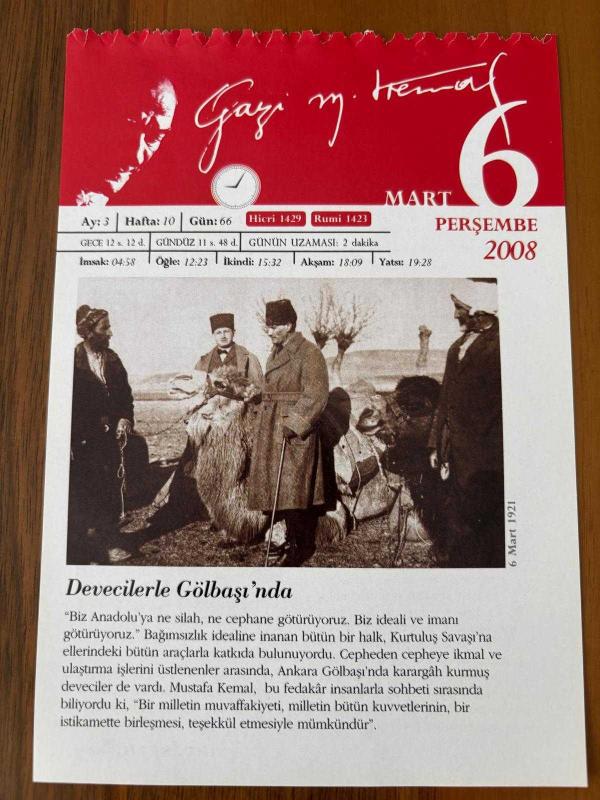 Gazi M. Kemal
MART 6
PERŞEMBE
2008
Ay: 3 Hafta: 10 Gün: 66 Hicri 1429 Rumi 1423
GECE 12 s. 12 d. GÜNDÜZ 11 s. 48 d. GÜNÜN UZAMASI: 2 dakika
İmsak: 04:58 Öğle: 12:23 İkindi: 15:32 Akşam: 18:09 Yatsı: 19:28
6 Mart 1921
Devecilerle Gölbaşı'nda
"Biz Anadolu'ya ne silah, ne cephane götürüyoruz. Biz ideali ve imanı
götürüyoruz." Bağımsızlık idealine inanan bütün bir halk, Kurtuluş Savaşı'na
ellerindeki bütün araçlarla katkıda bulunuyordu. Cepheden cepheye ikmal ve
ulaştırma işlerini üstlenenler arasında, Ankara Gölbaşı'nda karargâh kurmuş
deveciler de vardı. Mustafa Kemal, bu fedakâr insanlarla sohbeti sırasında
biliyordu ki, "Bir milletin muvaffakiyeti, milletin bütün kuvvetlerinin, bir
istikamette birleşmesi, teşekkül etmesiyle mümkündür".